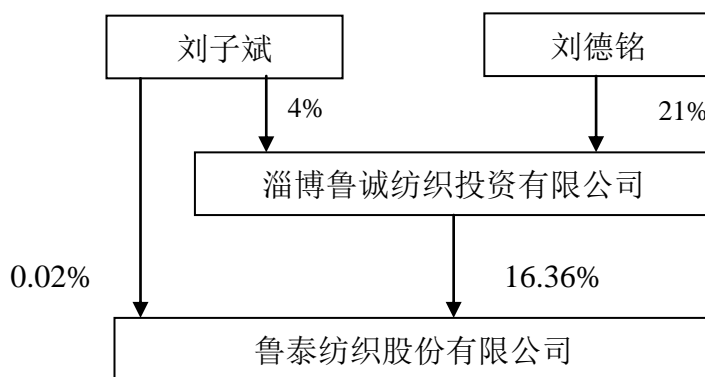 刘子斌
刘德铭
4%
21%
淄博鲁诚纺织投资有限公司
0.02%
16.36%
鲁泰纺织股份有限公司